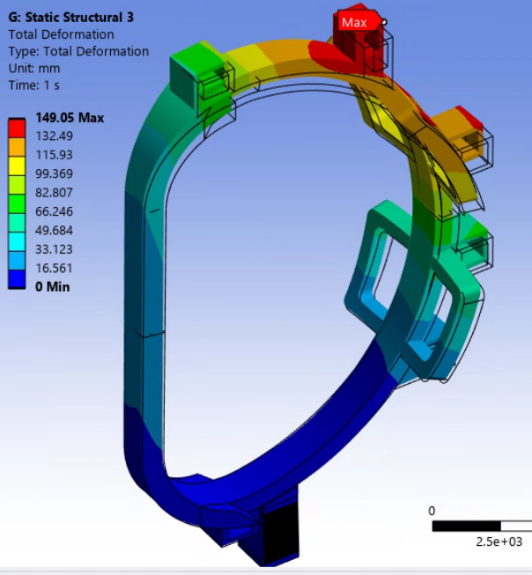 G: Static Structural 3
Total Deformation
Type: Total Deformation
Unit: mm
Time: 1 s
149.05 Max
132.49
115.93
99.369
82.807
66.246
49.684
33.123
16.561
0 Min
Max
0
2.5e+03